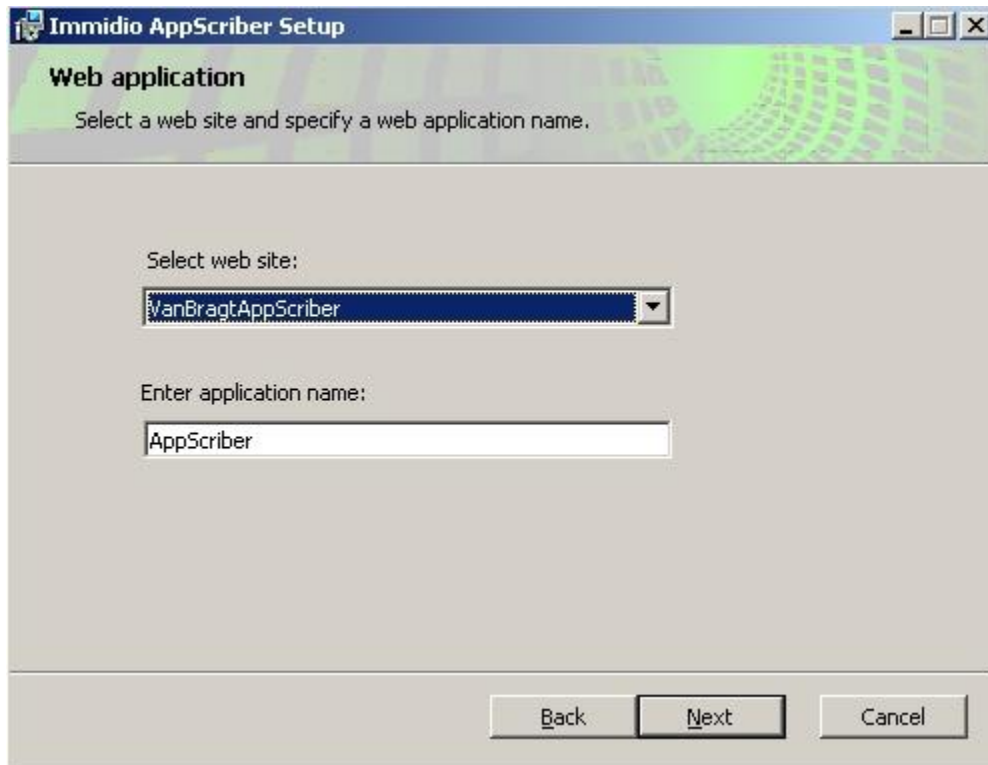 Immidio AppScriber Setup
Web application
Select a web site and specify a web application name.
Select web site:
VanBragtAppScriber
Enter application name:
AppScriber
Back Next Cancel